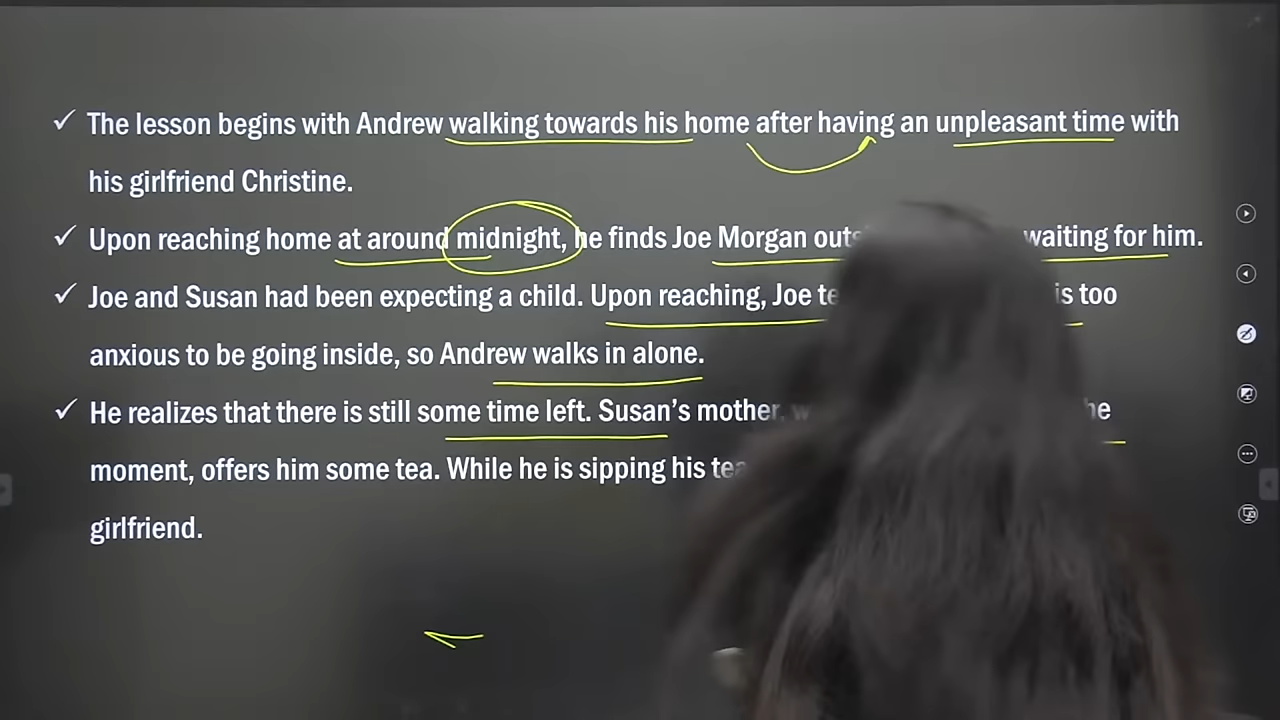 ✓ The lesson begins with Andrew walking towards his home after having an unpleasant time with
his girlfriend Christine.
✓ Upon reaching home at around midnight, he finds Joe Morgan waiting for him.
✓ Joe and Susan had been expecting a child. Upon reaching, Joe is too
anxious to be going inside, so Andrew walks in alone.
✓ He realizes that there is still some time left. Susan's mother,
moment, offers him some tea. While he is sipping his
girlfriend.